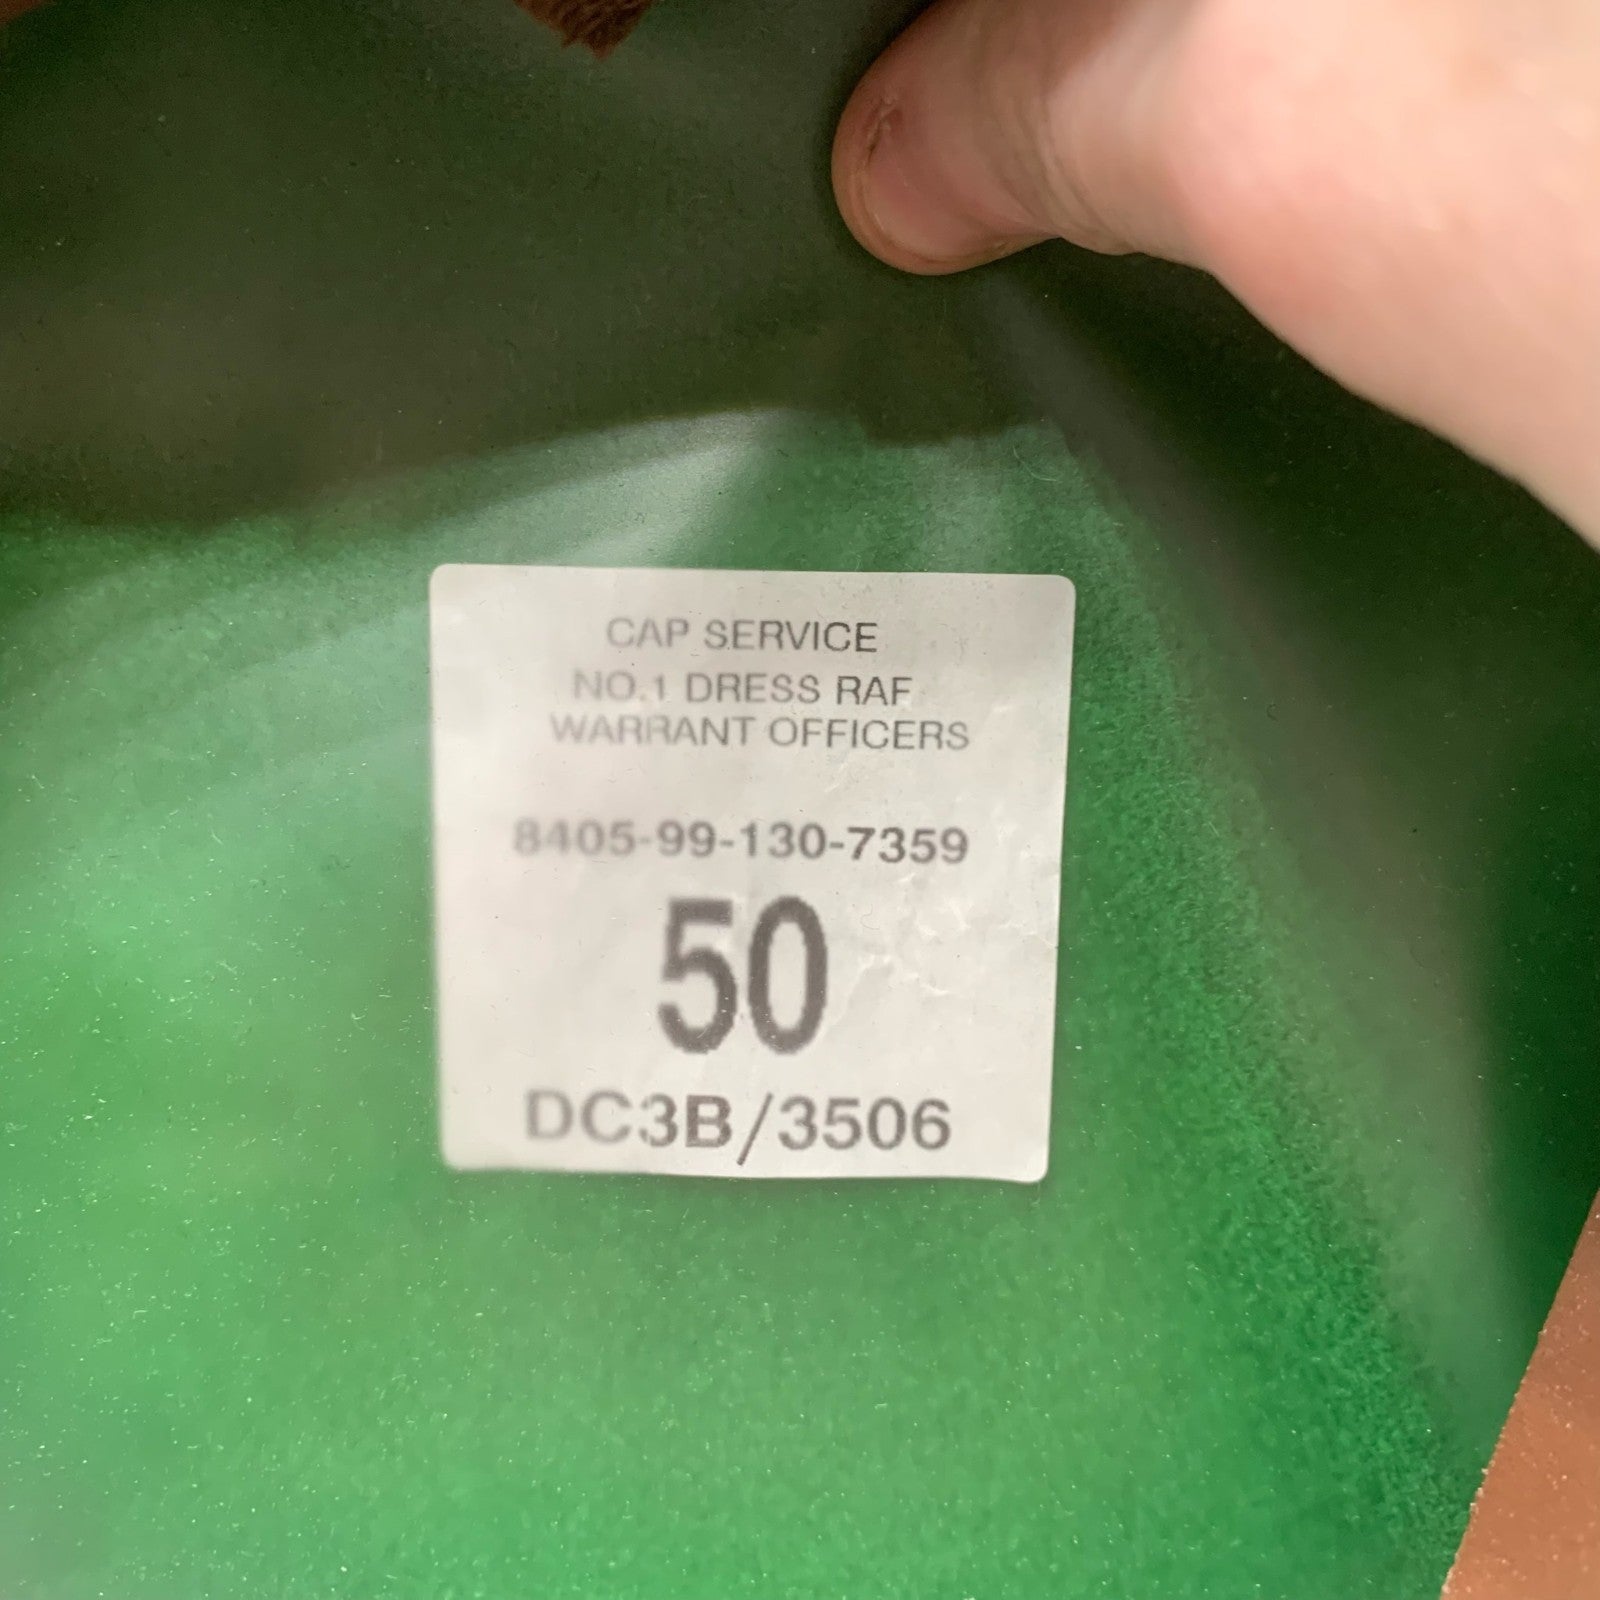 CAP SERVICE
NO.1 DRESS RAF
WARRANT OFFICERS
8405-99-130-7359
50
DC3B/3506